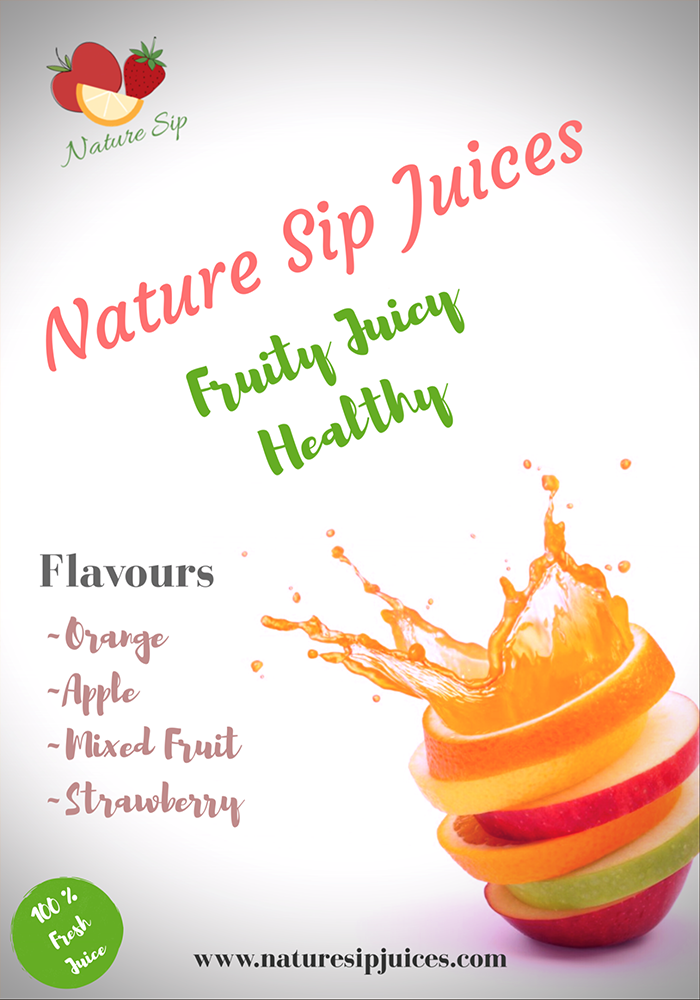 Nature Sip
Nature Sip Juices
Fruity Juicy
Healthy
Flavours
~Orange
~Apple
~Mixed Fruit
~Strawberry
100 %
Fresh
Juice
www.naturesipjuices.com